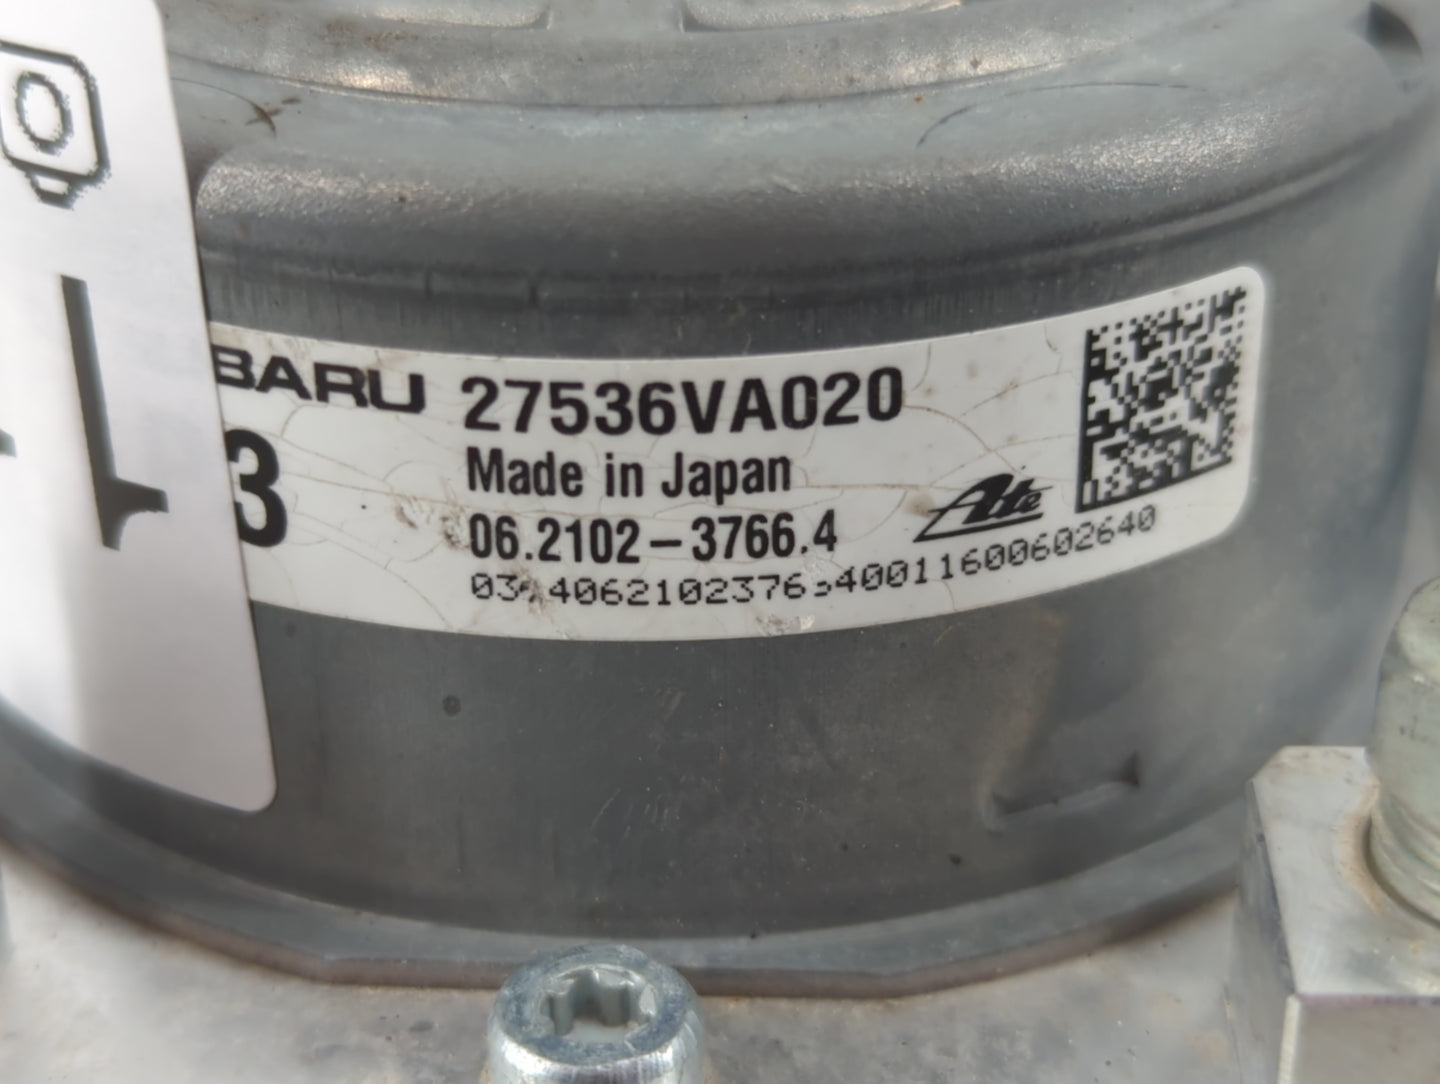 BARU 27536VA020
3
Made in Japan
06.2102-3766.4
Ate